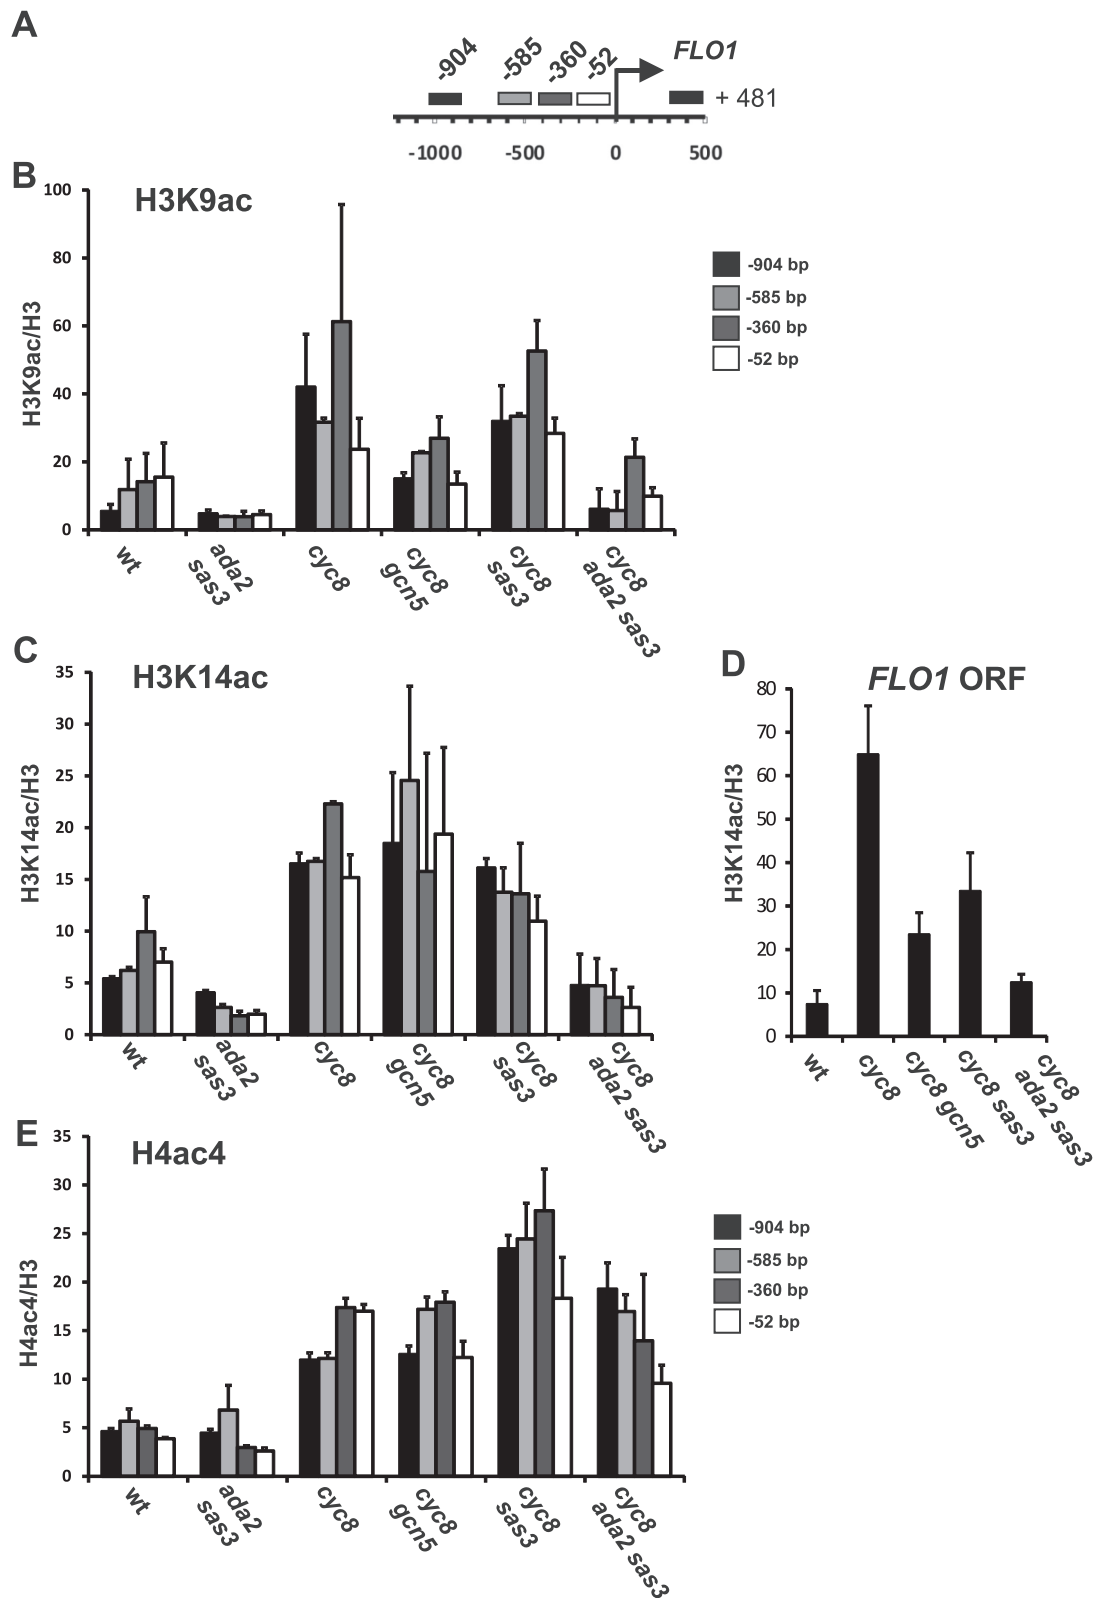 A
-904 -585 -360 -52 FLO1
+ 481
-1000 -500 0 500
B
H3K9ac
H3K9ac/H3
100
80
60
40
20
0
-904 bp
-585 bp
-360 bp
-52 bp
wt
ada2
sas3
cyc8
cyc8
gcn5
cyc8
sas3
cyc8
ada2 sas3
C
H3K14ac
H3K14ac/H3
35
30
25
20
15
10
5
0
wt
ada2
sas3
cyc8
cyc8
gcn5
cyc8
sas3
cyc8
ada2 sas3
D
FLO1 ORF
H3K14ac/H3
80
70
60
50
40
30
20
10
0
wt
cyc8
cyc8 gcn5
cyc8 sas3
cyc8
ada2 sas3
E
H4ac4
H4ac4/H3
35
30
25
20
15
10
5
0
-904 bp
-585 bp
-360 bp
-52 bp
wt
ada2
sas3
cyc8
cyc8
gcn5
cyc8
sas3
cyc8
ada2 sas3